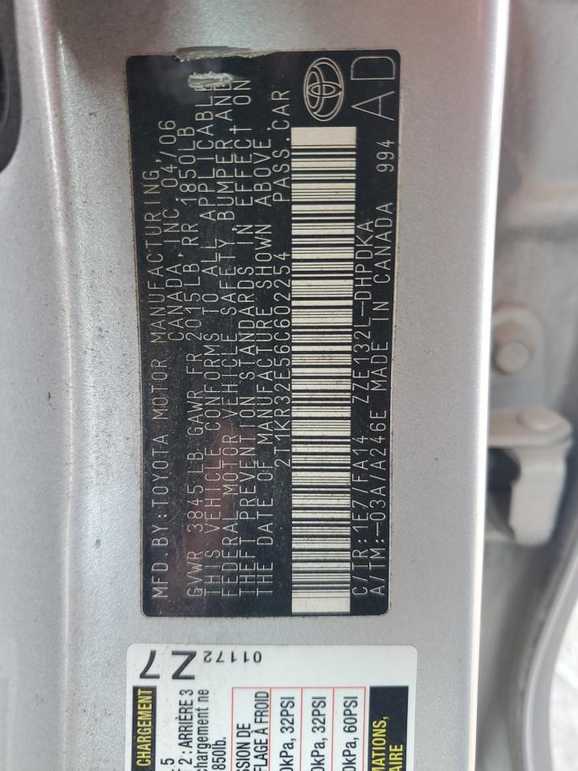 MFD. BY: TOYOTA MOTOR MANUFACTURING,
CANADA, INC. 04/06
GVWR 3845LB GAWR FR 2015LB RR 1850LB
THIS VEHICLE CONFORMS TO ALL APPLICABLE
FEDERAL MOTOR VEHICLE SAFETY, BUMPER AND
THEFT PREVENTION STANDARDS IN EFFECT ON
THE DATE OF MANUFACTURE SHOWN ABOVE.
2T1KR32E56C602254 PASS. CAR
C/TR: 1E7/FA14 ZZE132L-DHPDKA
A/TM:-03A/A246E MADE IN CANADA 994
AD
N
7
01172
CHARGEMENT
5
2 : ARRIÈRE 3
chargement ne
850lb.
SSION DE
FLAGE À FROID
0kPa, 32PSI
0kPa, 32PSI
0kPa, 60PSI
MATIONS,
AIRE